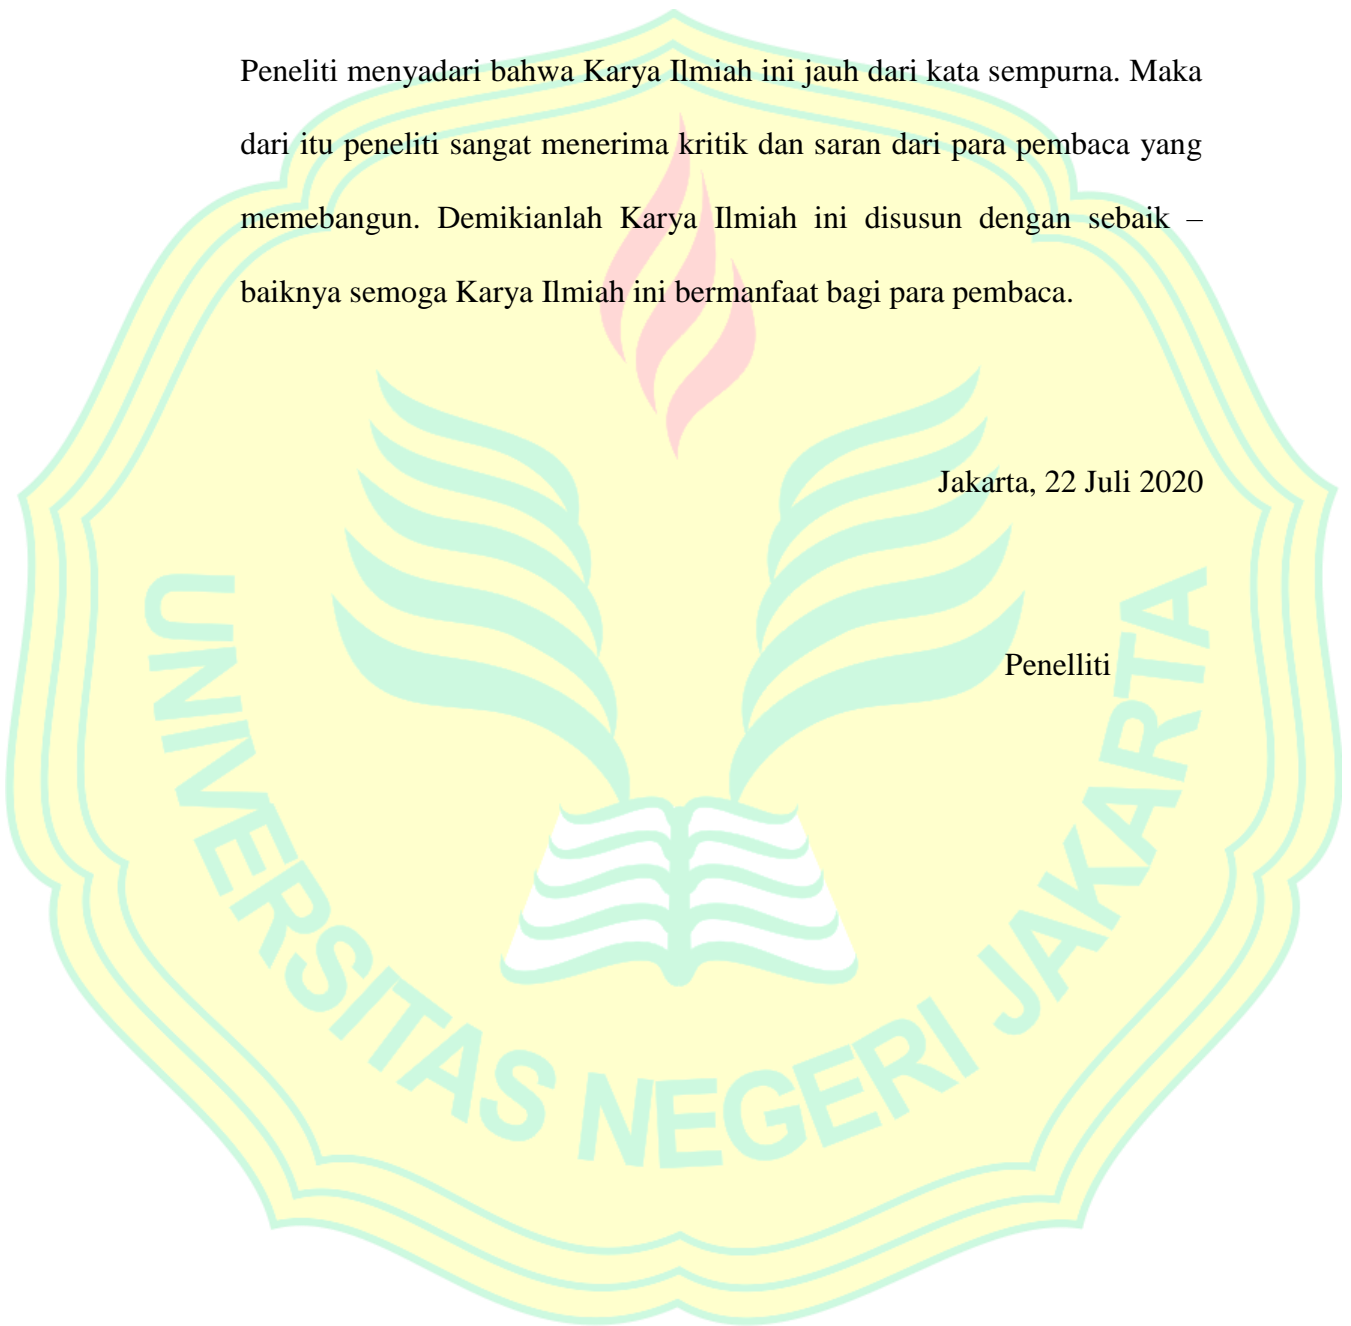 Peneliti menyadari bahwa Karya Ilmiah ini jauh dari kata sempurna. Maka
dari itu peneliti sangat menerima kritik dan saran dari para pembaca yang
memebangun. Demikianlah Karya Ilmiah ini disusun dengan sebaik –
baiknya semoga Karya Ilmiah ini bermanfaat bagi para pembaca.
Jakarta, 22 Juli 2020
Penelliti
UNIVERSITAS NEGERI JAKARTA